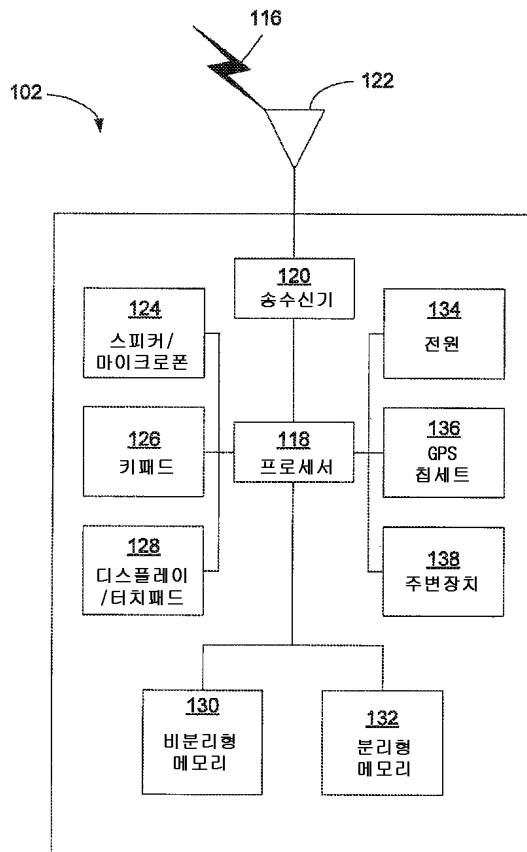 116
102
122
120
송수신기
124
스피커/
마이크로폰
134
전원
126
키패드
118
프로세서
136
GPS
칩세트
128
디스플레이
/터치패드
138
주변장치
130
비분리형
메모리
132
분리형
메모리